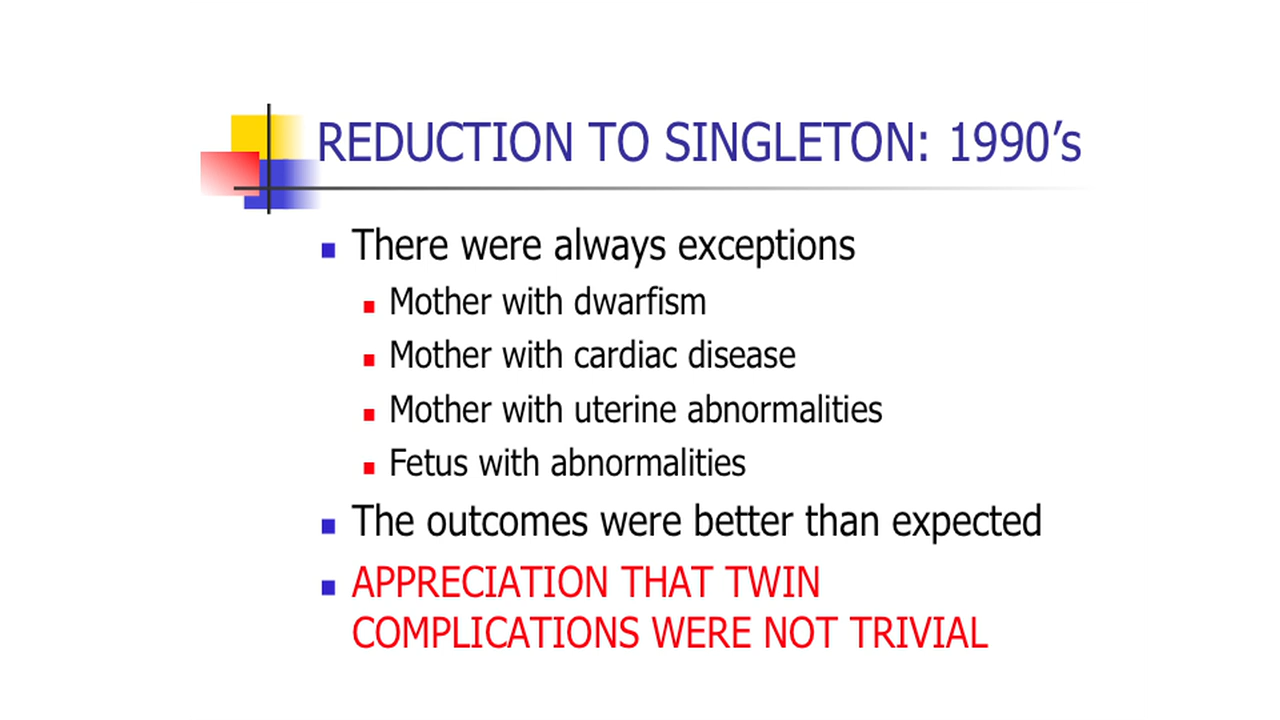 REDUCTION TO SINGLETON: 1990’s
There were always exceptions
Mother with dwarfism
Mother with cardiac disease
Mother with uterine abnormalities
Fetus with abnormalities
The outcomes were better than expected
APPRECIATION THAT TWIN
COMPLICATIONS WERE NOT TRIVIAL